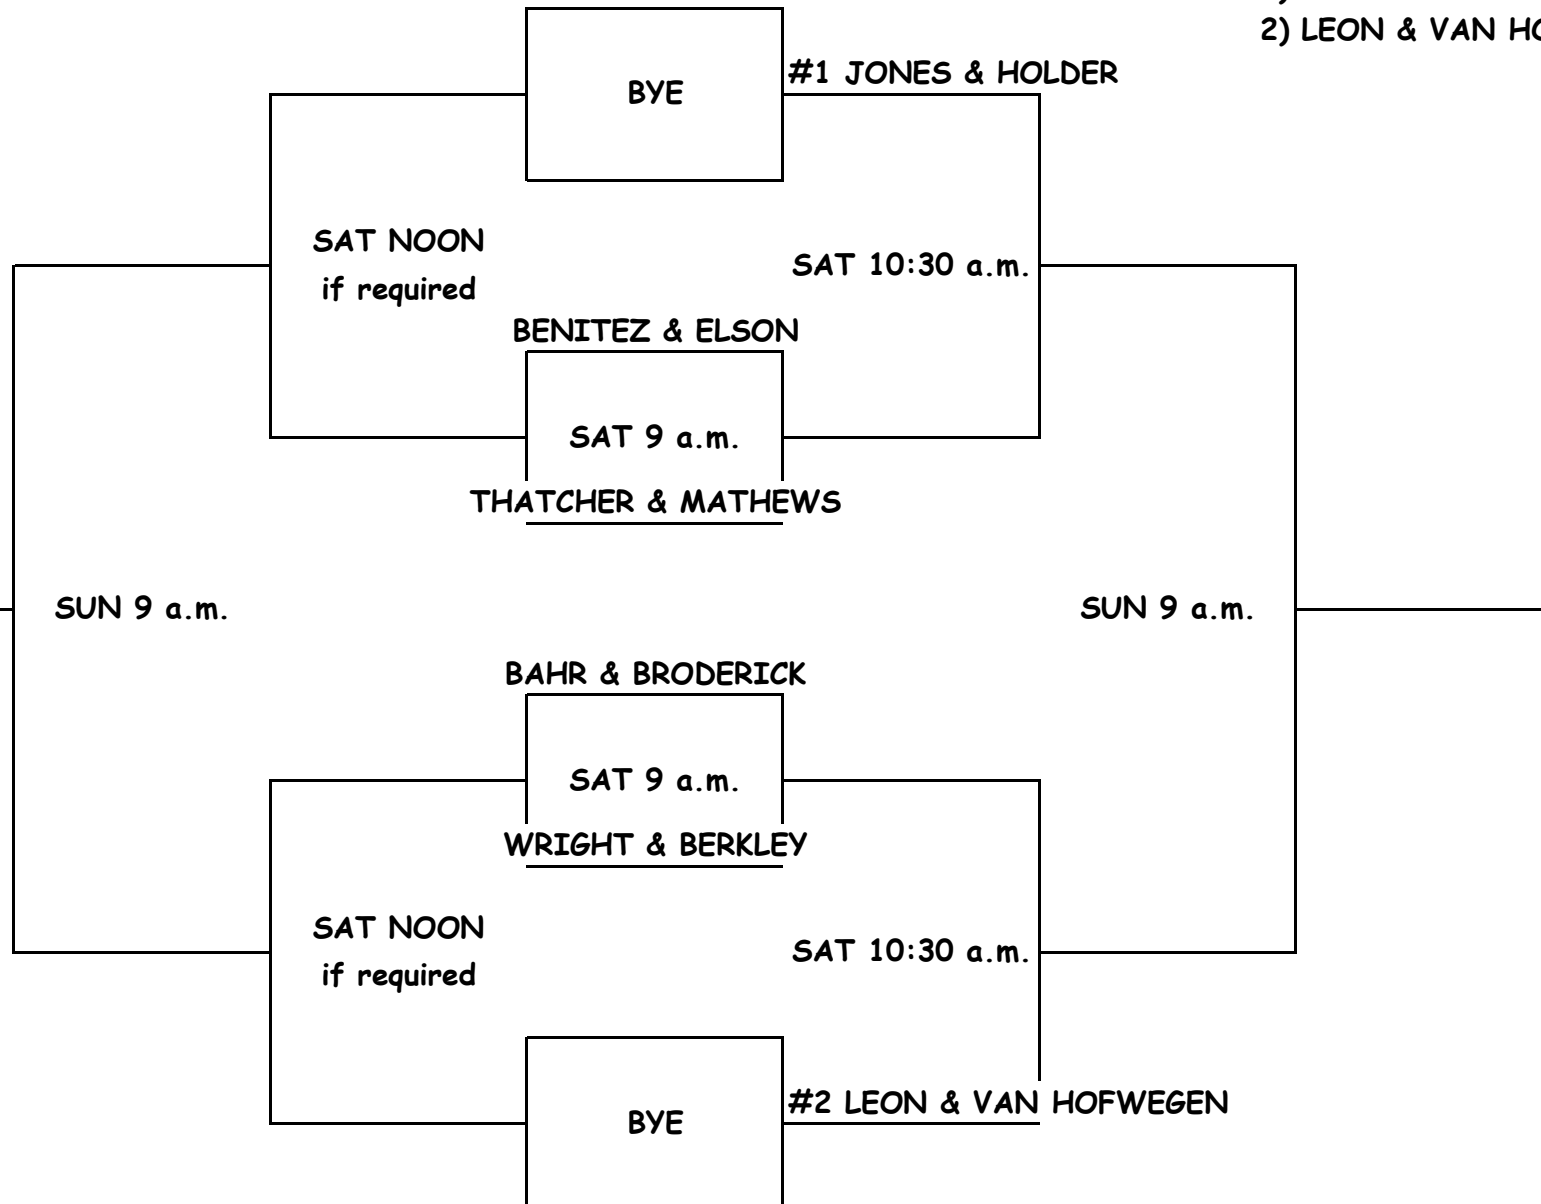 2) LEON & VAN
#1 JONES & HOLDER
BYE
SAT NOON
if required
SAT 10:30 a.m.
BENITEZ & ELSON
SAT 9 a.m.
THATCHER & MATHEWS
SUN 9 a.m.
SUN 9 a.m.
BAHR & BRODERICK
SAT 9 a.m.
WRIGHT & BERKLEY
SAT NOON
if required
SAT 10:30 a.m.
#2 LEON & VAN HOFWEGEN
BYE